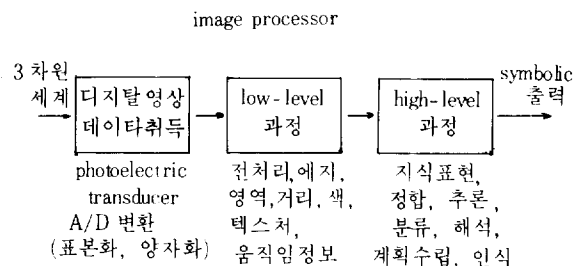 image processor
3 차원
세계
디지탈영상
데이타취득
low-level
과정
high-level
과정
symbolic
출력
photoelectric
transducer
A/D 변환
(표본화, 양자화)
전처리, 에지,
영역, 거리, 색,
텍스처,
움직임정보
지식표현,
정합, 추론,
분류, 해석,
계획수립, 인식